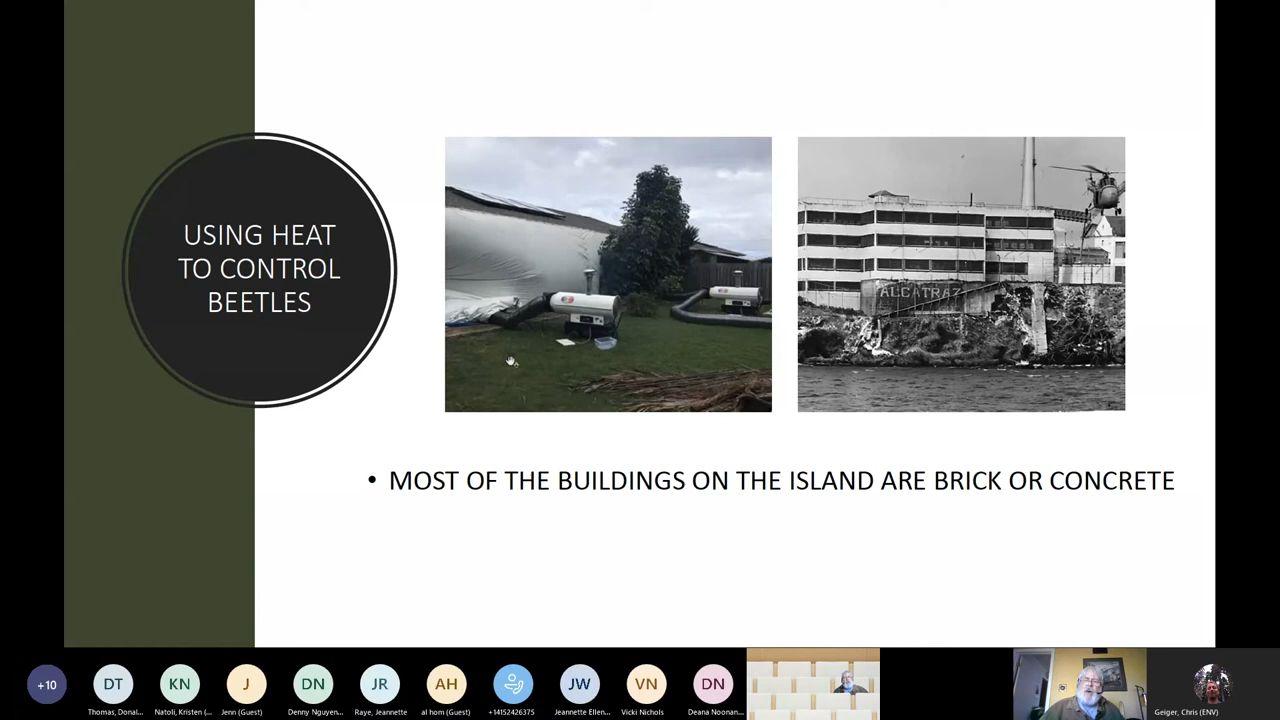 USING HEAT
TO CONTROL
BEETLES
ALCATRAZ
• MOST OF THE BUILDINGS ON THE ISLAND ARE BRICK OR CONCRETE
+10
DT
KN
J
DN
JR
AH
JW
VN
DN
Thomas, Donal...
Natoli, Kristen (...
Jenn (Guest)
Denny Nguyen...
Raye, Jeannette
al hom (Guest)
+14152426375
Jeannette Ellen...
Vicki Nichols
Deana Noonan...
Geiger, Chris (ENV)